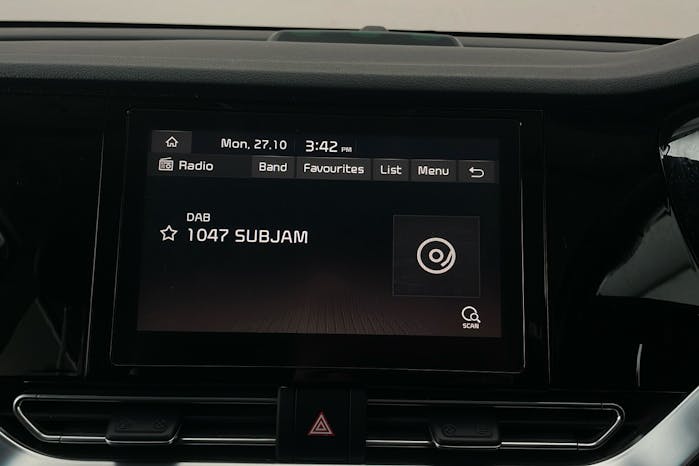 Mon, 27.10 3:42 PM
Radio Band Favourites List Menu
DAB
1047 SUBJAM
SCAN